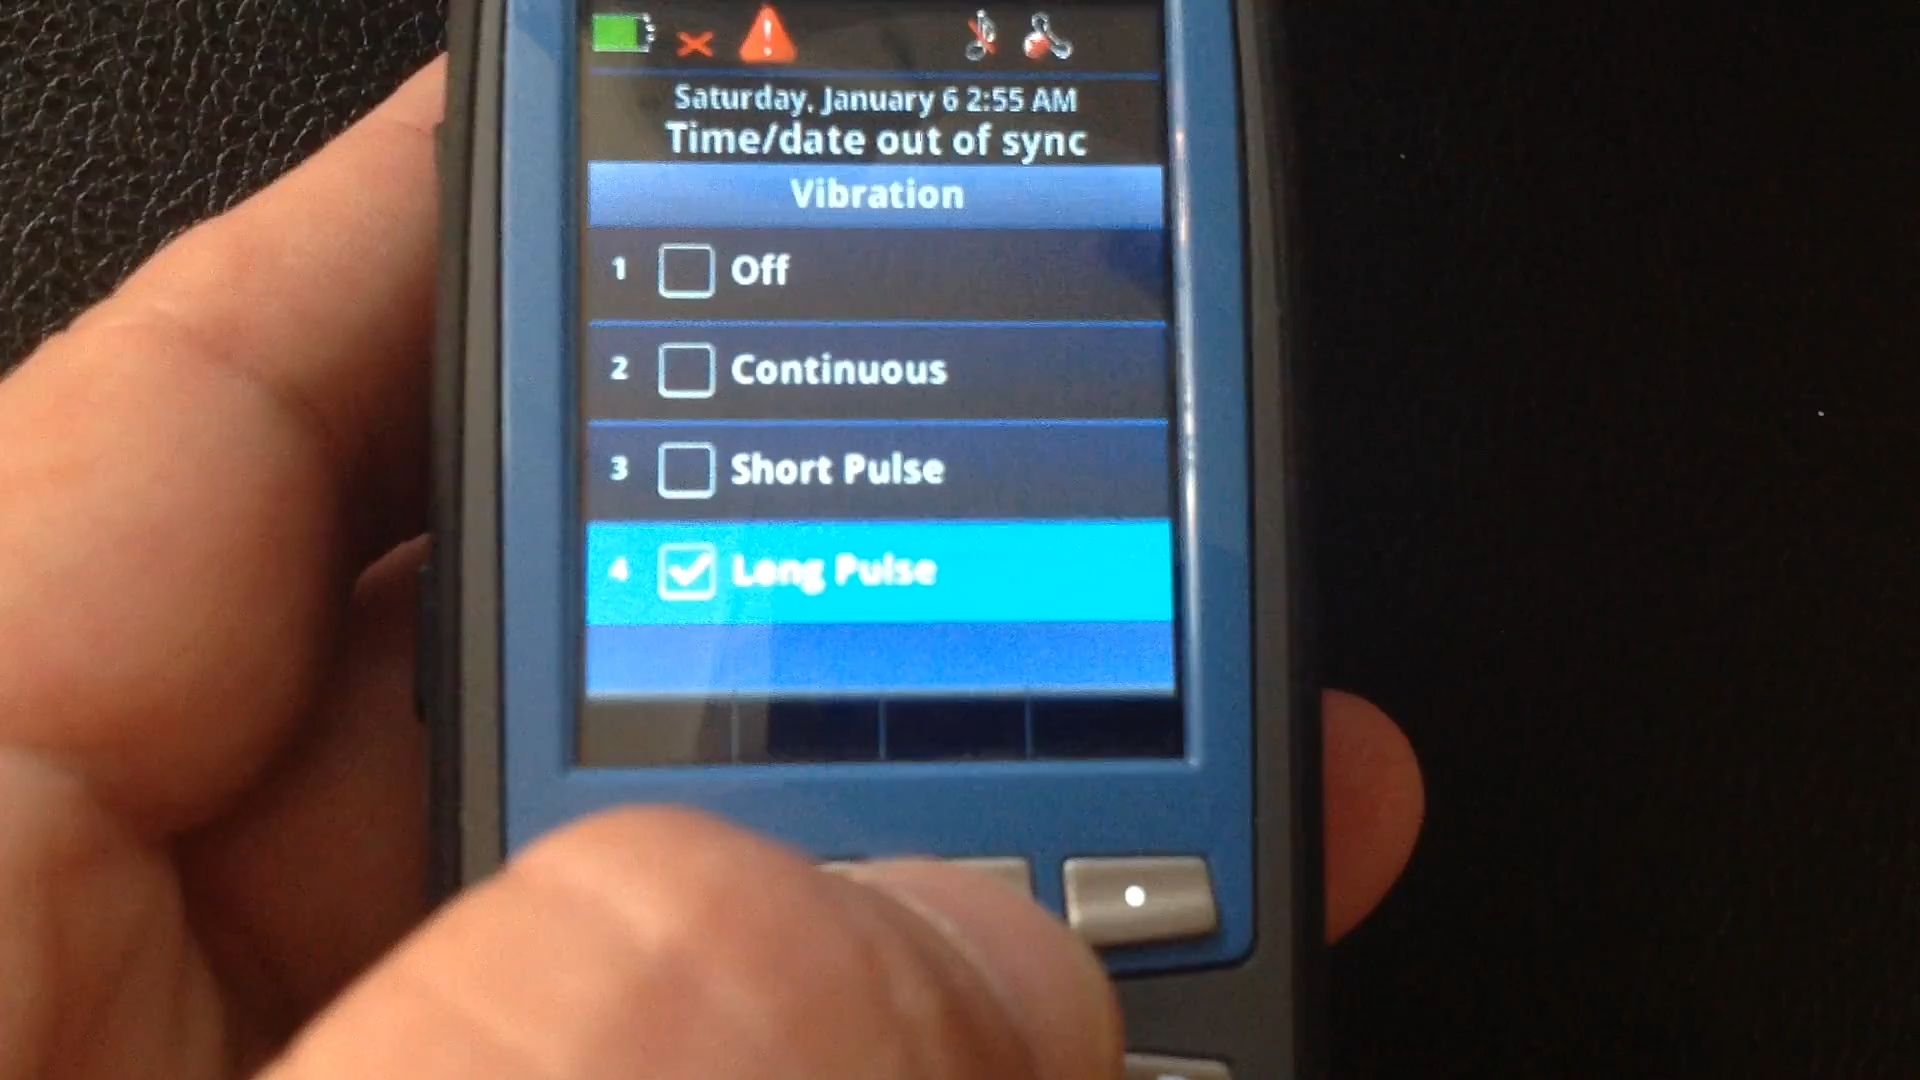 Saturday, January 6 2:55 AM
Time/date out of sync
Vibration
1 Off
2 Continuous
3 Short Pulse
4 Long Pulse